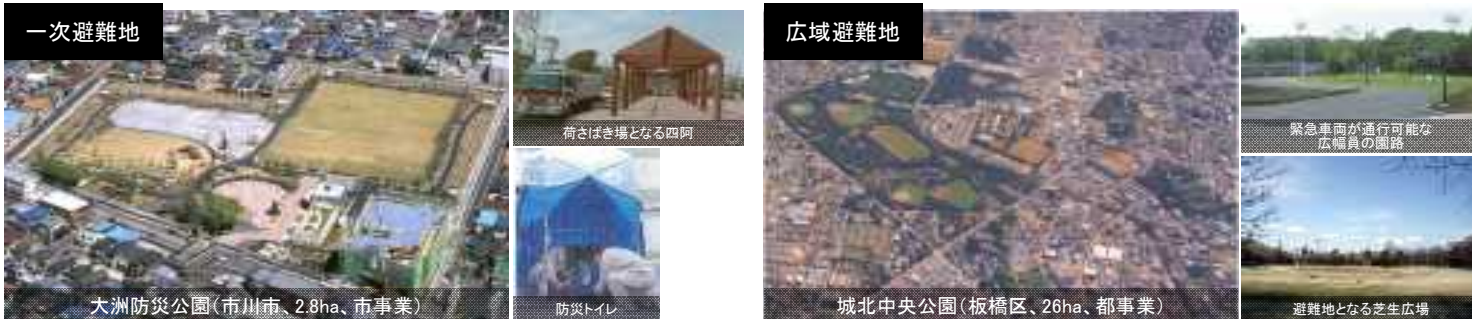 一次避難地
荷さばき場となる四阿
防災トイレ
大洲防災公園(市川市、2.8ha、市事業)
広域避難地
緊急車両が通行可能な
広幅員の園路
避難地となる芝生広場
城北中央公園(板橋区、26ha、都事業)